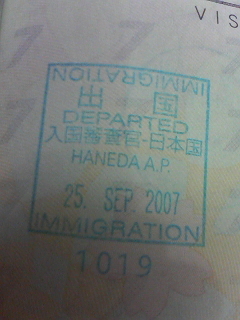 VIS
IMMIGRATION
出 国
DEPARTED
入国審査官-日本国
HANEDA A.P.
25. SEP. 2007
IMMIGRATION
1019